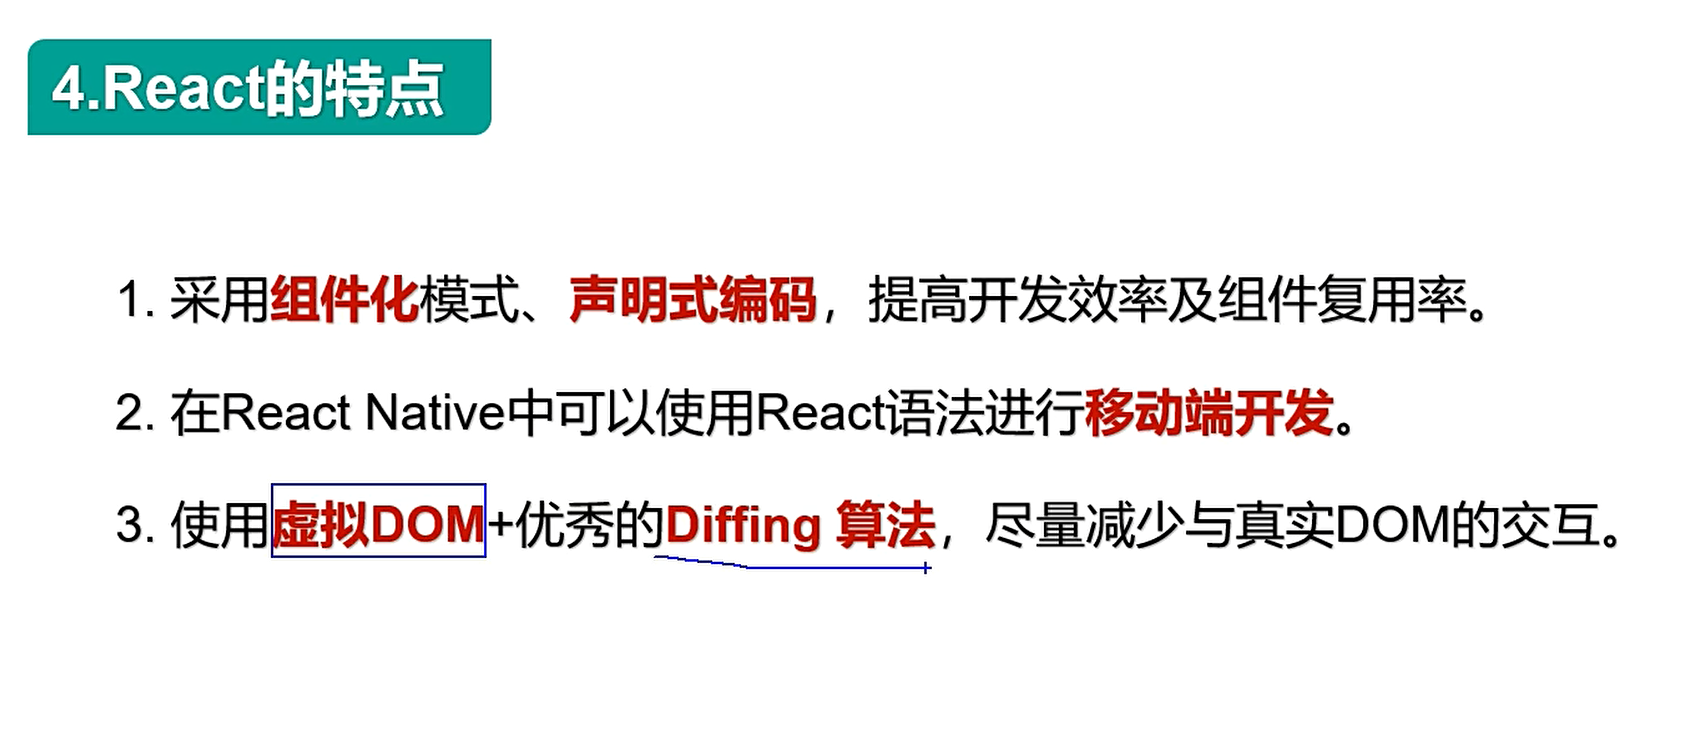 4.React的特点
1. 采用组件化模式、声明式编码，提高开发效率及组件复用率。
2. 在React Native中可以使用React语法进行移动端开发。
3. 使用虚拟DOM+优秀的Diffing 算法，尽量减少与真实DOM的交互。